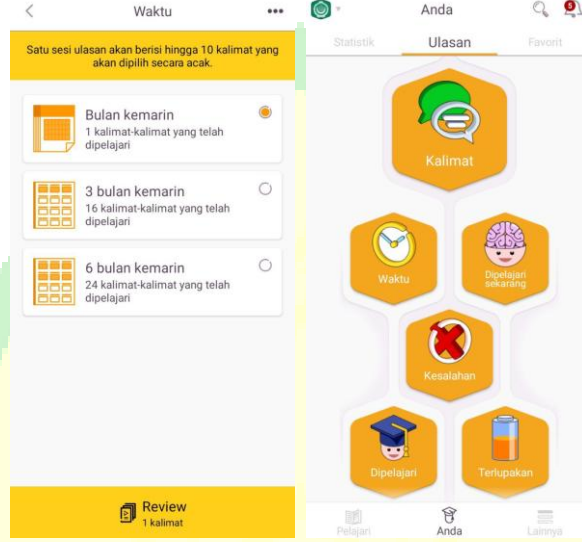 Waktu
Satu sesi ulasan akan berisi hingga 10 kalimat yang
akan dipilih secara acak.
Bulan kemarin
1 kalimat-kalimat yang telah
dipelajari
3 bulan kemarin
16 kalimat-kalimat yang telah
dipelajari
6 bulan kemarin
24 kalimat-kalimat yang telah
dipelajari
Review
1 kalimat
Anda
5
Statistik
Ulasan
Favorit
Kalimat
Waktu
Dipelajari
sekarang
Kesalahan
Dipelajari
Terlupakan
Pelajari
Anda
Lainnya